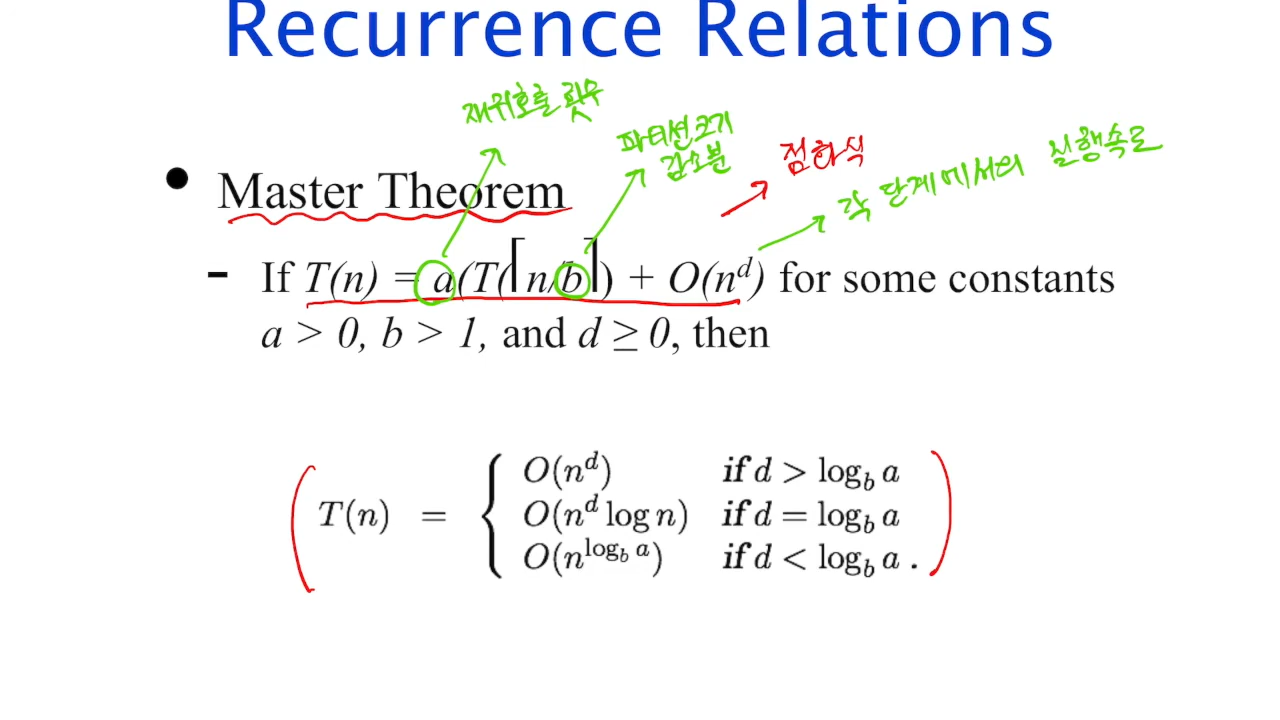 Recurrence Relations
재귀호출 횟수
파티션크기
감소분
점화식
각 단계에서의 실행속도
• Master Theorem
- If T(n) = a(T(⌈n/b⌉) + O(n^d) for some constants
a > 0, b > 1, and d ≥ 0, then
T(n) = { O(n^d) if d > log_b a
O(n^d log n) if d = log_b a
O(n^{log_b a}) if d < log_b a .